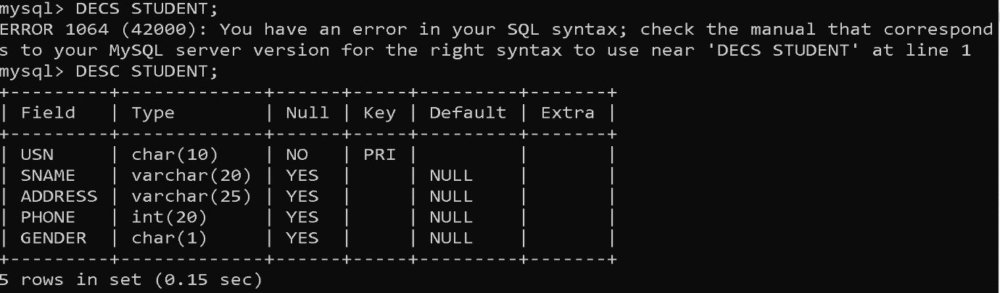 mysql> DECS STUDENT;
ERROR 1064 (42000): You have an error in your SQL syntax; check the manual that correspond
s to your MySQL server version for the right syntax to use near 'DECS STUDENT' at line 1
mysql> DESC STUDENT;
+---------+-------------+------+-----+---------+-------+
| Field   | Type        | Null | Key | Default | Extra |
+---------+-------------+------+-----+---------+-------+
| USN     | char(10)    | NO   | PRI |         |       |
| SNAME   | varchar(20) | YES  |     | NULL    |       |
| ADDRESS | varchar(25) | YES  |     | NULL    |       |
| PHONE   | int(20)     | YES  |     | NULL    |       |
| GENDER  | char(1)     | YES  |     | NULL    |       |
+---------+-------------+------+-----+---------+-------+
5 rows in set (0.15 sec)